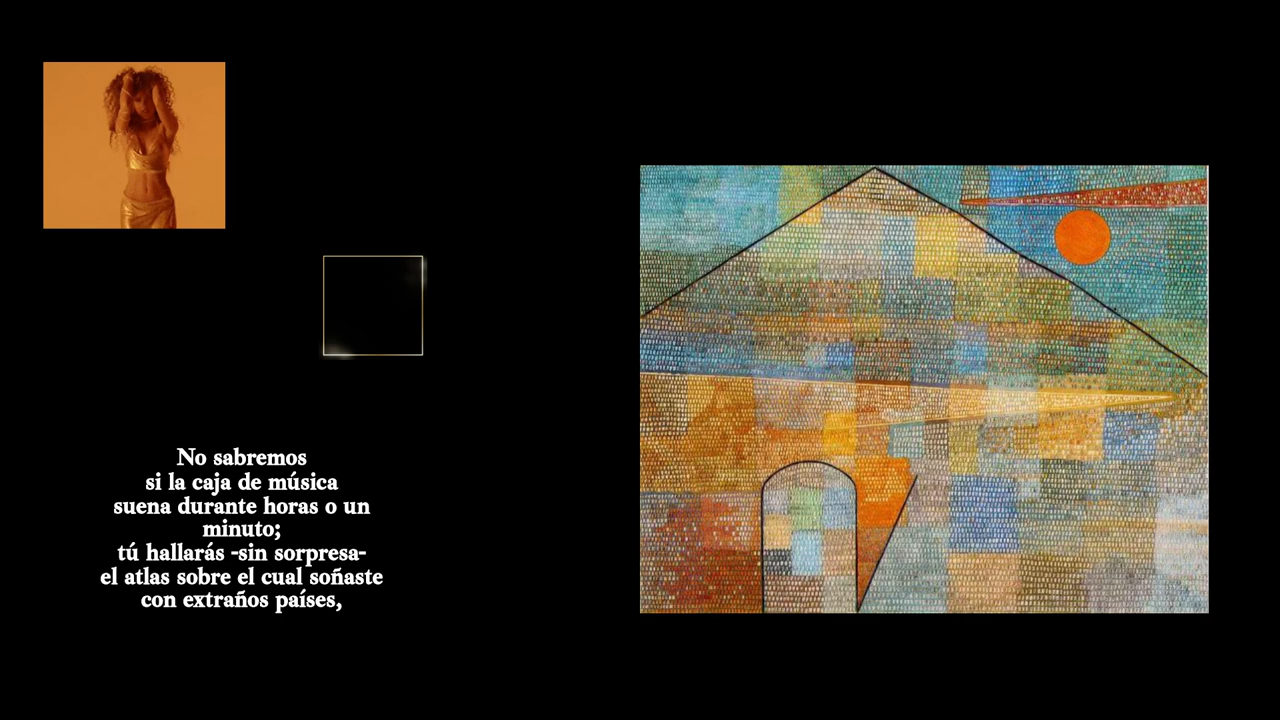 No sabremos
si la caja de música
suena durante horas o un
minuto;
tú hallarás -sin sorpresa-
el atlas sobre el cual soñaste
con extraños países,